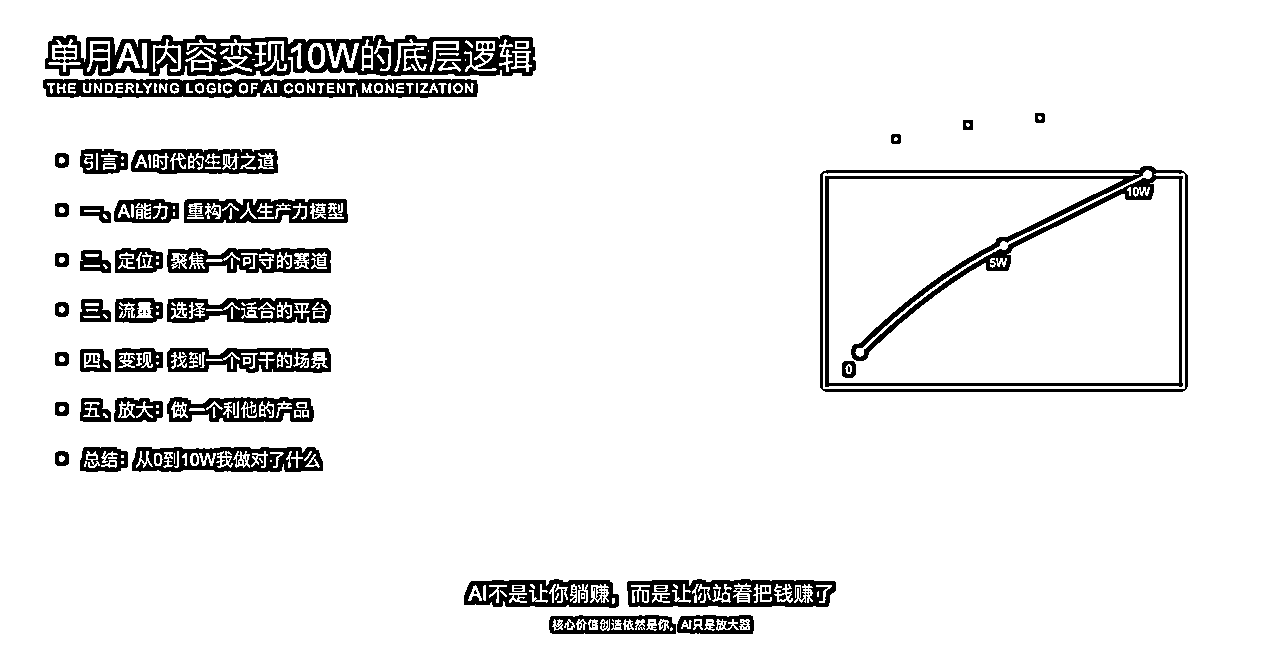 单月AI内容变现10W的底层逻辑
THE UNDERLYING LOGIC OF AI CONTENT MONETIZATION
引言：AI时代的生财之道
一、AI能力：重构个人生产力模型
二、定位：聚焦一个可守的赛道
三、流量：选择一个适合的平台
四、变现：找到一个可干的场景
五、放大：做一个利他的产品
总结：从0到10W我做对了什么
10W
5W
0
AI不是让你躺赚，而是让你站着把钱赚了
核心价值创造依然是你，AI只是放大器